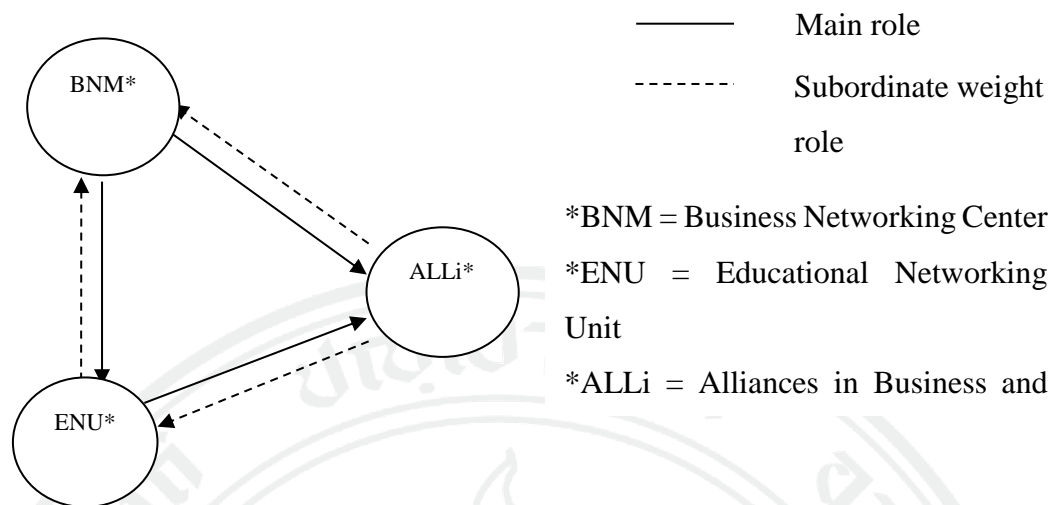 Main role
BNM*
Subordinate weight
role
*BNM = Business Networking Center
*ENU = Educational Networking
Unit
ALLi*
*ALLi = Alliances in Business and
ENU*